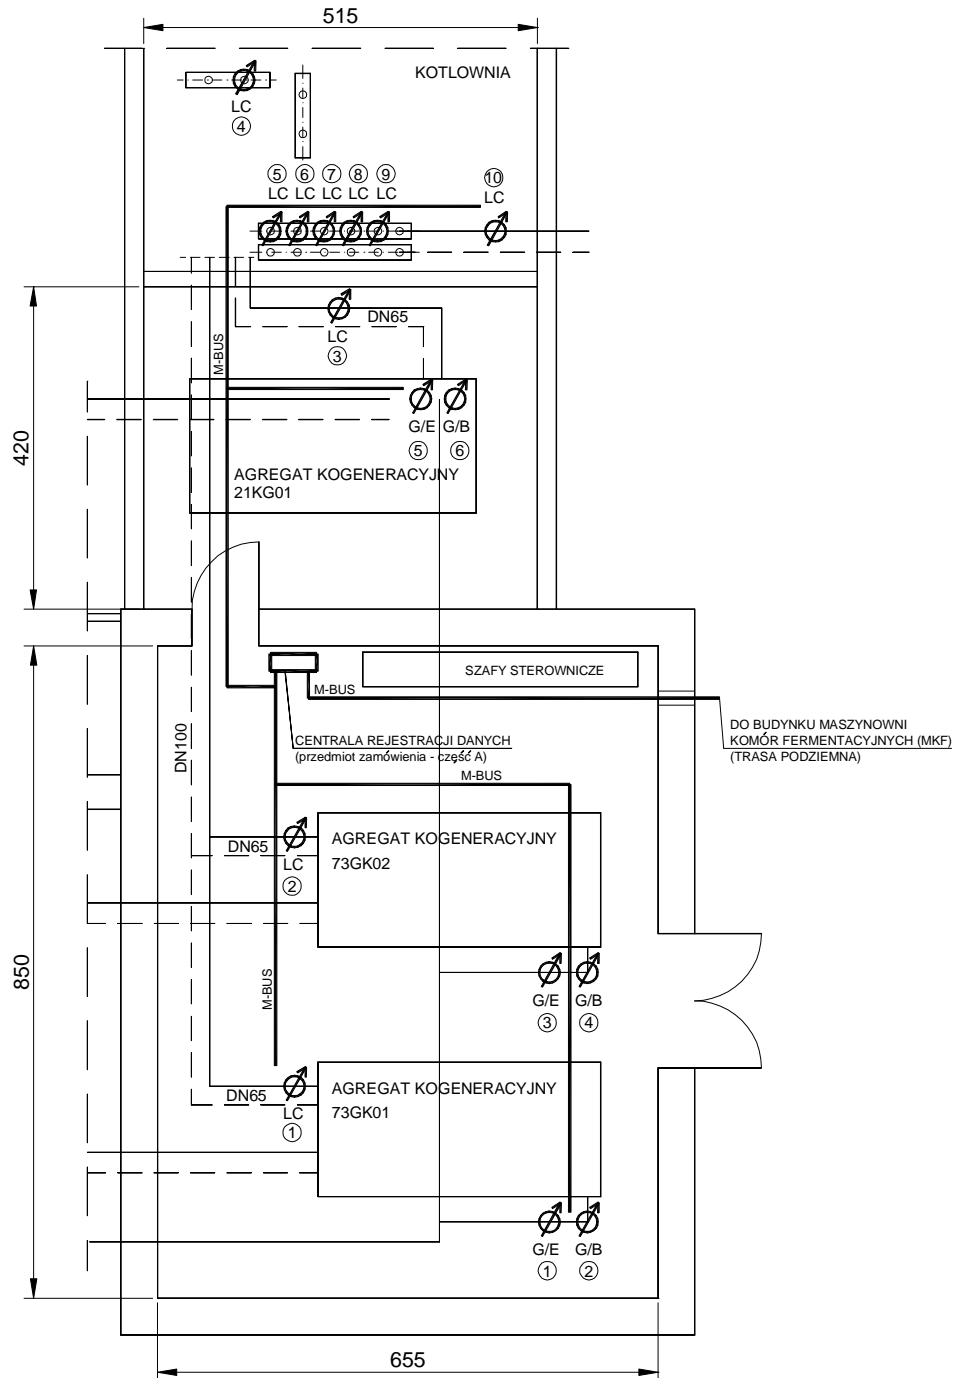 515
KOTLOWNIA
LC
4
5 6 7 8 9
LC LC LC LC LC
10
LC
DN65
LC
3
M-BUS
420
G/E G/B
5 6
AGREGAT KOGENERACYJNY
21KG01
SZAFY STEROWNICZE
M-BUS
CENTRALA REJESTRACJI DANYCH
(przedmiot zamówienia - część A)
DO BUDYNKU MASZYNOWNI
KOMÓR FERMENTACYJNYCH (MKF)
(TRASA PODZIEMNA)
DN100
M-BUS
AGREGAT KOGENERACYJNY
73GK02
DN65
LC
2
850
M-BUS
G/E G/B
3 4
AGREGAT KOGENERACYJNY
73GK01
DN65
LC
1
G/E G/B
1 2
655